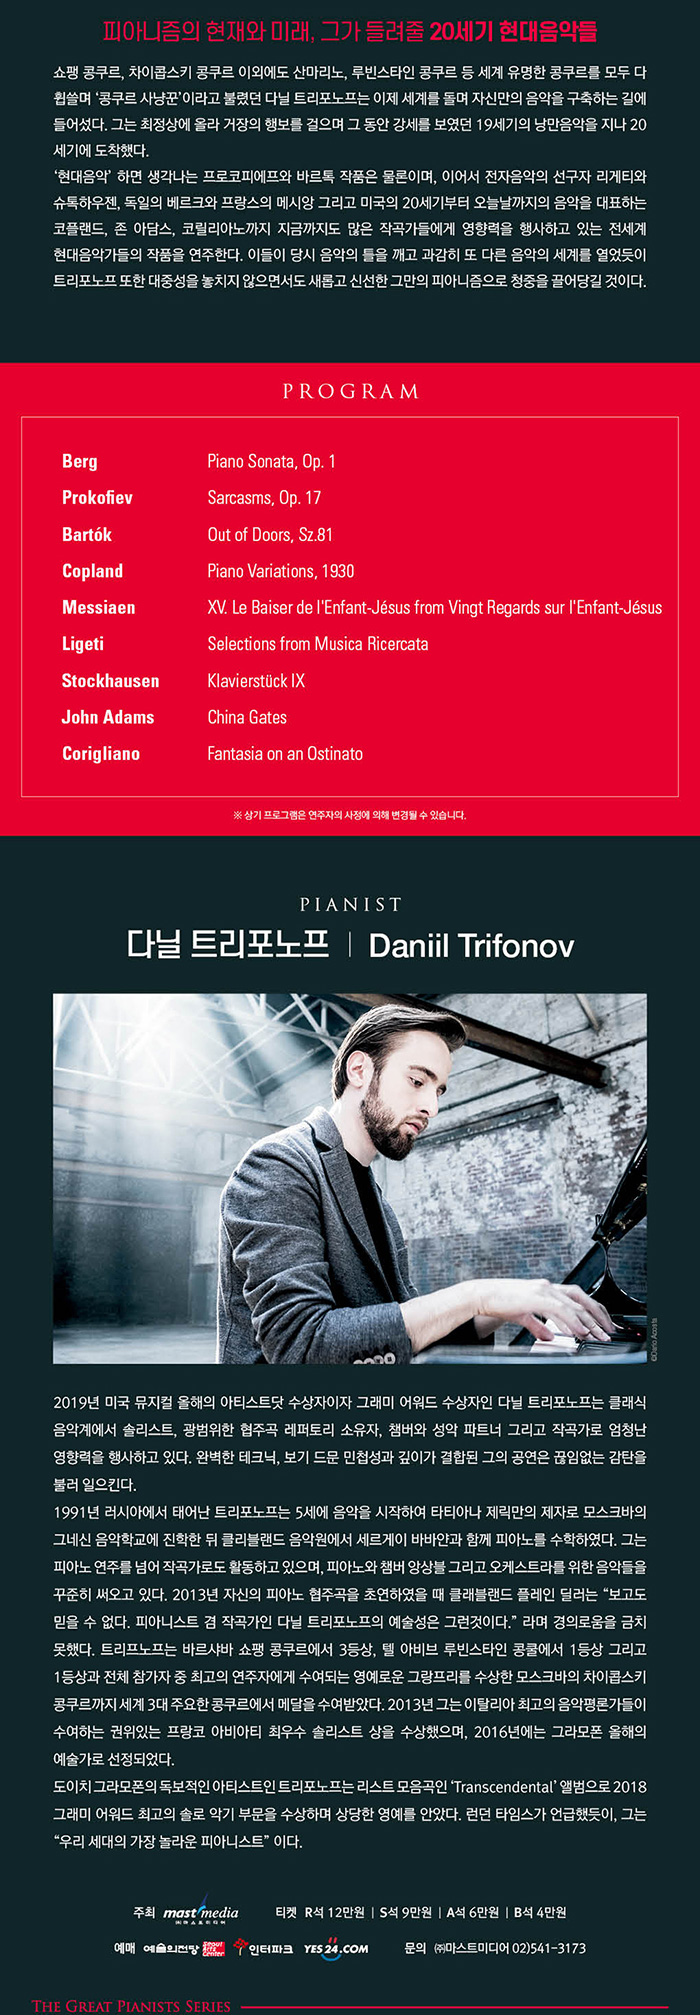 피아니즘의 현재와 미래, 그가 들려줄 20세기 현대음악들
쇼팽 콩쿠르, 차이콥스키 콩쿠르 이외에도 산마리노, 루빈스타인 콩쿠르 등 세계 유명한 콩쿠르를 모두 다
휩쓸며 ‘콩쿠르 사냥꾼’이라고 불렸던 다닐 트리포노프는 이제 세계를 돌며 자신만의 음악을 구축하는 길에
들어섰다. 그는 최정상에 올라 거장의 행보를 걸으며 그 동안 강세를 보였던 19세기의 낭만음악을 지나 20
세기에 도착했다.
‘현대음악’ 하면 생각나는 프로코피에프와 바르톡 작품은 물론이며, 이어서 전자음악의 선구자 리게티와
슈톡하우젠, 독일의 베르크와 프랑스의 메시앙 그리고 미국의 20세기부터 오늘날까지의 음악을 대표하는
코플랜드, 존 아담스, 코릴리아노까지 지금까지도 많은 작곡가들에게 영향력을 행사하고 있는 전세계
현대음악가들의 작품을 연주한다. 이들이 당시 음악의 틀을 깨고 과감히 또 다른 음악의 세계를 열었듯이
트리포노프 또한 대중성을 놓치지 않으면서도 새롭고 신선한 그만의 피아니즘으로 청중을 끌어당길 것이다.
PROGRAM
Berg Piano Sonata, Op. 1
Prokofiev Sarcasms, Op. 17
Bartók Out of Doors, Sz.81
Copland Piano Variations, 1930
Messiaen XV. Le Baiser de l'Enfant-Jésus from Vingt Regards sur l'Enfant-Jésus
Ligeti Selections from Musica Ricercata
Stockhausen Klavierstück IX
John Adams China Gates
Corigliano Fantasia on an Ostinato
※ 상기 프로그램은 연주자의 사정에 의해 변경될 수 있습니다.
PIANIST
다닐 트리포노프 | Daniil Trifonov
©Dario Acosta
2019년 미국 뮤지컬 올해의 아티스트닷 수상자이자 그래미 어워드 수상자인 다닐 트리포노프는 클래식
음악계에서 솔리스트, 광범위한 협주곡 레퍼토리 소유자, 챔버와 성악 파트너 그리고 작곡가로 엄청난
영향력을 행사하고 있다. 완벽한 테크닉, 보기 드문 민첩성과 깊이가 결합된 그의 공연은 끊임없는 감탄을
불러 일으킨다.
1991년 러시아에서 태어난 트리포노프는 5세에 음악을 시작하여 타티아나 제릭만의 제자로 모스크바의
그네신 음악학교에 진학한 뒤 클리블랜드 음악원에서 세르게이 바바얀과 함께 피아노를 수학하였다. 그는
피아노 연주를 넘어 작곡가로도 활동하고 있으며, 피아노와 챔버 앙상블 그리고 오케스트라를 위한 음악들을
꾸준히 써오고 있다. 2013년 자신의 피아노 협주곡을 초연하였을 때 클래블랜드 플레인 딜러는 “보고도
믿을 수 없다. 피아니스트 겸 작곡가인 다닐 트리포노프의 예술성은 그런것이다.” 라며 경의로움을 금치
못했다. 트리프노프는 바르샤바 쇼팽 콩쿠르에서 3등상, 텔 아비브 루빈스타인 콩쿨에서 1등상 그리고
1등상과 전체 참가자 중 최고의 연주자에게 수여되는 영예로운 그랑프리를 수상한 모스크바의 차이콥스키
콩쿠르까지 세계 3대 주요한 콩쿠르에서 메달을 수여받았다. 2013년 그는 이탈리아 최고의 음악평론가들이
수여하는 권위있는 프랑코 아비아티 최우수 솔리스트 상을 수상했으며, 2016년에는 그라모폰 올해의
예술가로 선정되었다.
도이치 그라모폰의 독보적인 아티스트인 트리포노프는 리스트 모음곡인 ‘Transcendental’ 앨범으로 2018
그래미 어워드 최고의 솔로 악기 부문을 수상하며 상당한 영예를 안았다. 런던 타임스가 언급했듯이, 그는
“우리 세대의 가장 놀라운 피아니스트” 이다.
주최 mast media ㈜마스트미디어 티켓 R석 12만원 | S석 9만원 | A석 6만원 | B석 4만원
예매 예술의전당 Seoul Arts Center 인터파크 YES24.COM 문의 ㈜마스트미디어 02)541-3173
THE GREAT PIANISTS SERIES